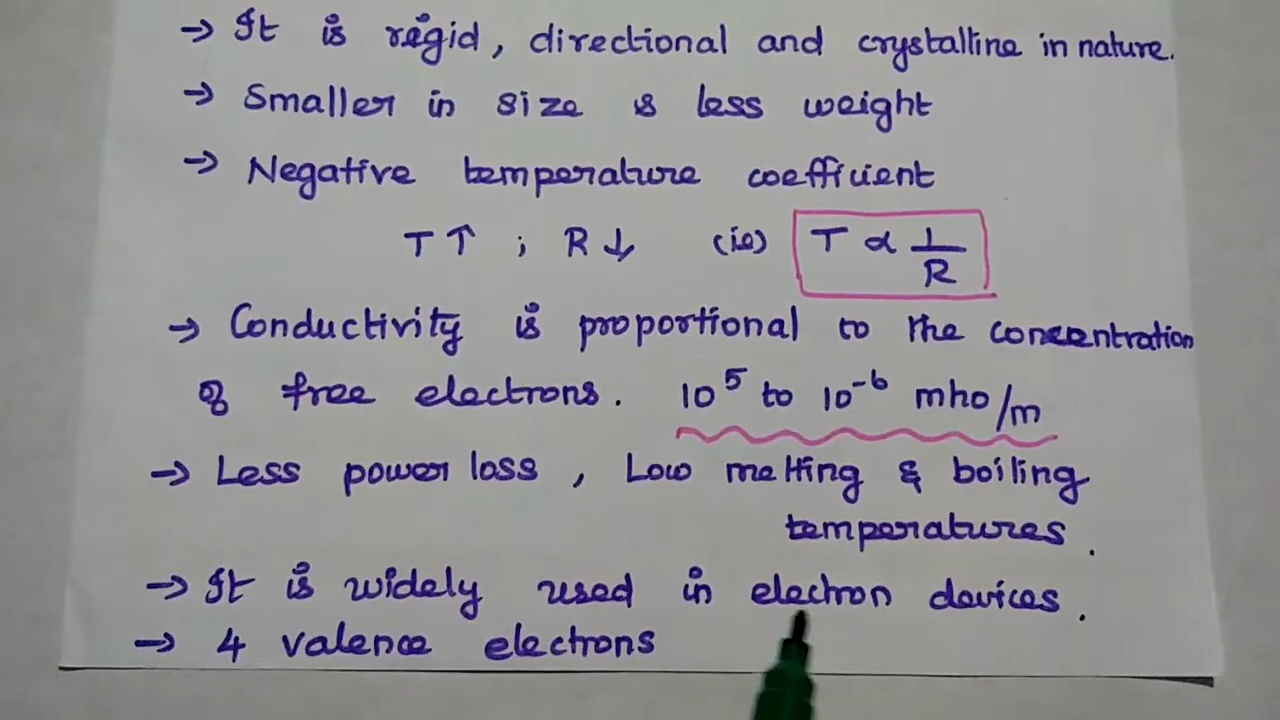 → It is rigid, directional and crystalline in nature.
→ Smaller in size & less weight
→ Negative temperature coefficient
T↑ ; R↓ (ie) T ∝ 1/R
→ Conductivity is proportional to the concentration
of free electrons. 10⁵ to 10⁻⁶ mho/m
→ Less power loss, Low melting & boiling
temperatures.
→ It is widely used in electron devices.
→ 4 valence electrons